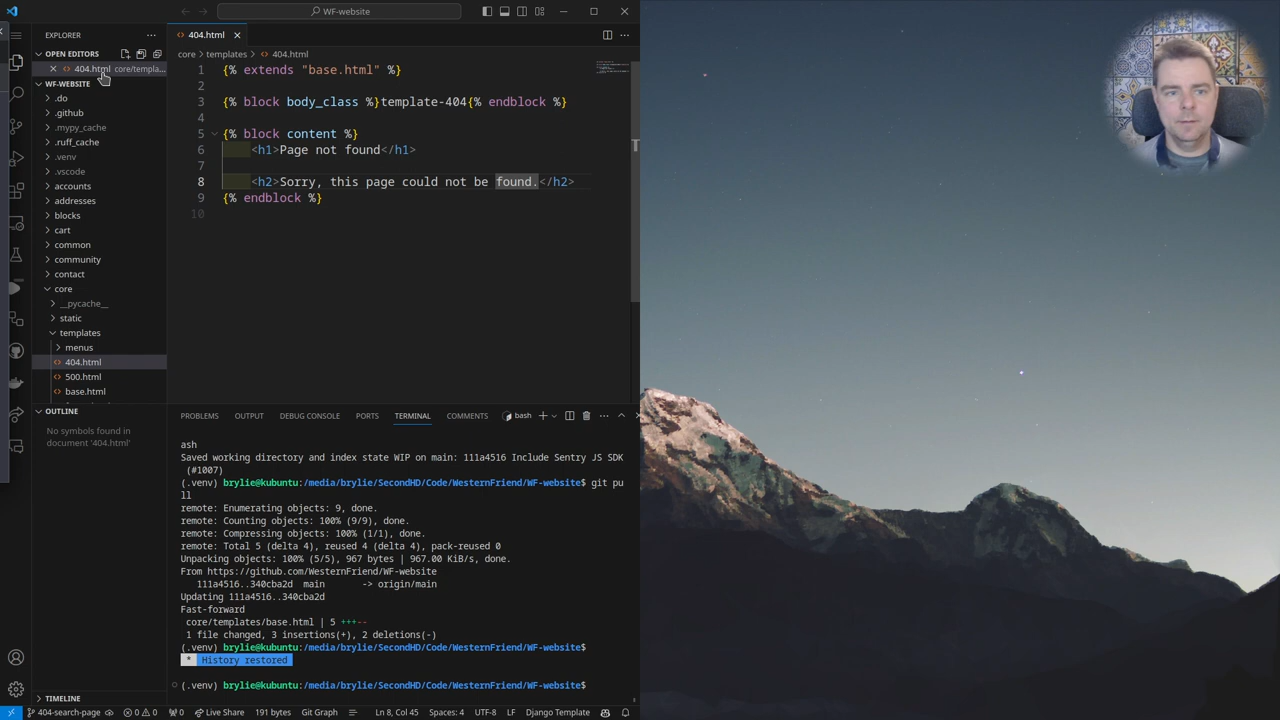 WF-website
EXPLORER
404.html
OPEN EDITORS
404.html core/templa...
core > templates > 404.html
WF-WEBSITE
.do
.github
.mypy_cache
.ruff_cache
.venv
.vscode
accounts
addresses
blocks
cart
common
community
contact
core
__pycache__
static
templates
menus
404.html
500.html
base.html
OUTLINE
No symbols found in
document '404.html'
TIMELINE
1 {% extends "base.html" %}
2
3 {% block body_class %}template-404{% endblock %}
4
5 {% block content %}
6 <h1>Page not found</h1>
7
8 <h2>Sorry, this page could not be found.</h2>
9 {% endblock %}
10
PROBLEMS OUTPUT DEBUG CONSOLE PORTS TERMINAL COMMENTS bash
ash
Saved working directory and index state WIP on main: 111a4516 Include Sentry JS SDK
(#1007)
(.venv) brylie@kubuntu:/media/brylie/SecondHD/Code/WesternFriend/WF-website$ git pu
ll
remote: Enumerating objects: 9, done.
remote: Counting objects: 100% (9/9), done.
remote: Compressing objects: 100% (1/1), done.
remote: Total 5 (delta 4), reused 4 (delta 4), pack-reused 0
Unpacking objects: 100% (5/5), 967 bytes | 967.00 KiB/s, done.
From https://github.com/WesternFriend/WF-website
111a4516..340cba2d main -> origin/main
Updating 111a4516..340cba2d
Fast-forward
core/templates/base.html | 5 +++--
1 file changed, 3 insertions(+), 2 deletions(-)
(.venv) brylie@kubuntu:/media/brylie/SecondHD/Code/WesternFriend/WF-website$
* History restored
(.venv) brylie@kubuntu:/media/brylie/SecondHD/Code/WesternFriend/WF-website$
404-search-page 0 0 0 Live Share 191 bytes Git Graph Ln 8, Col 45 Spaces: 4 UTF-8 LF Django Template